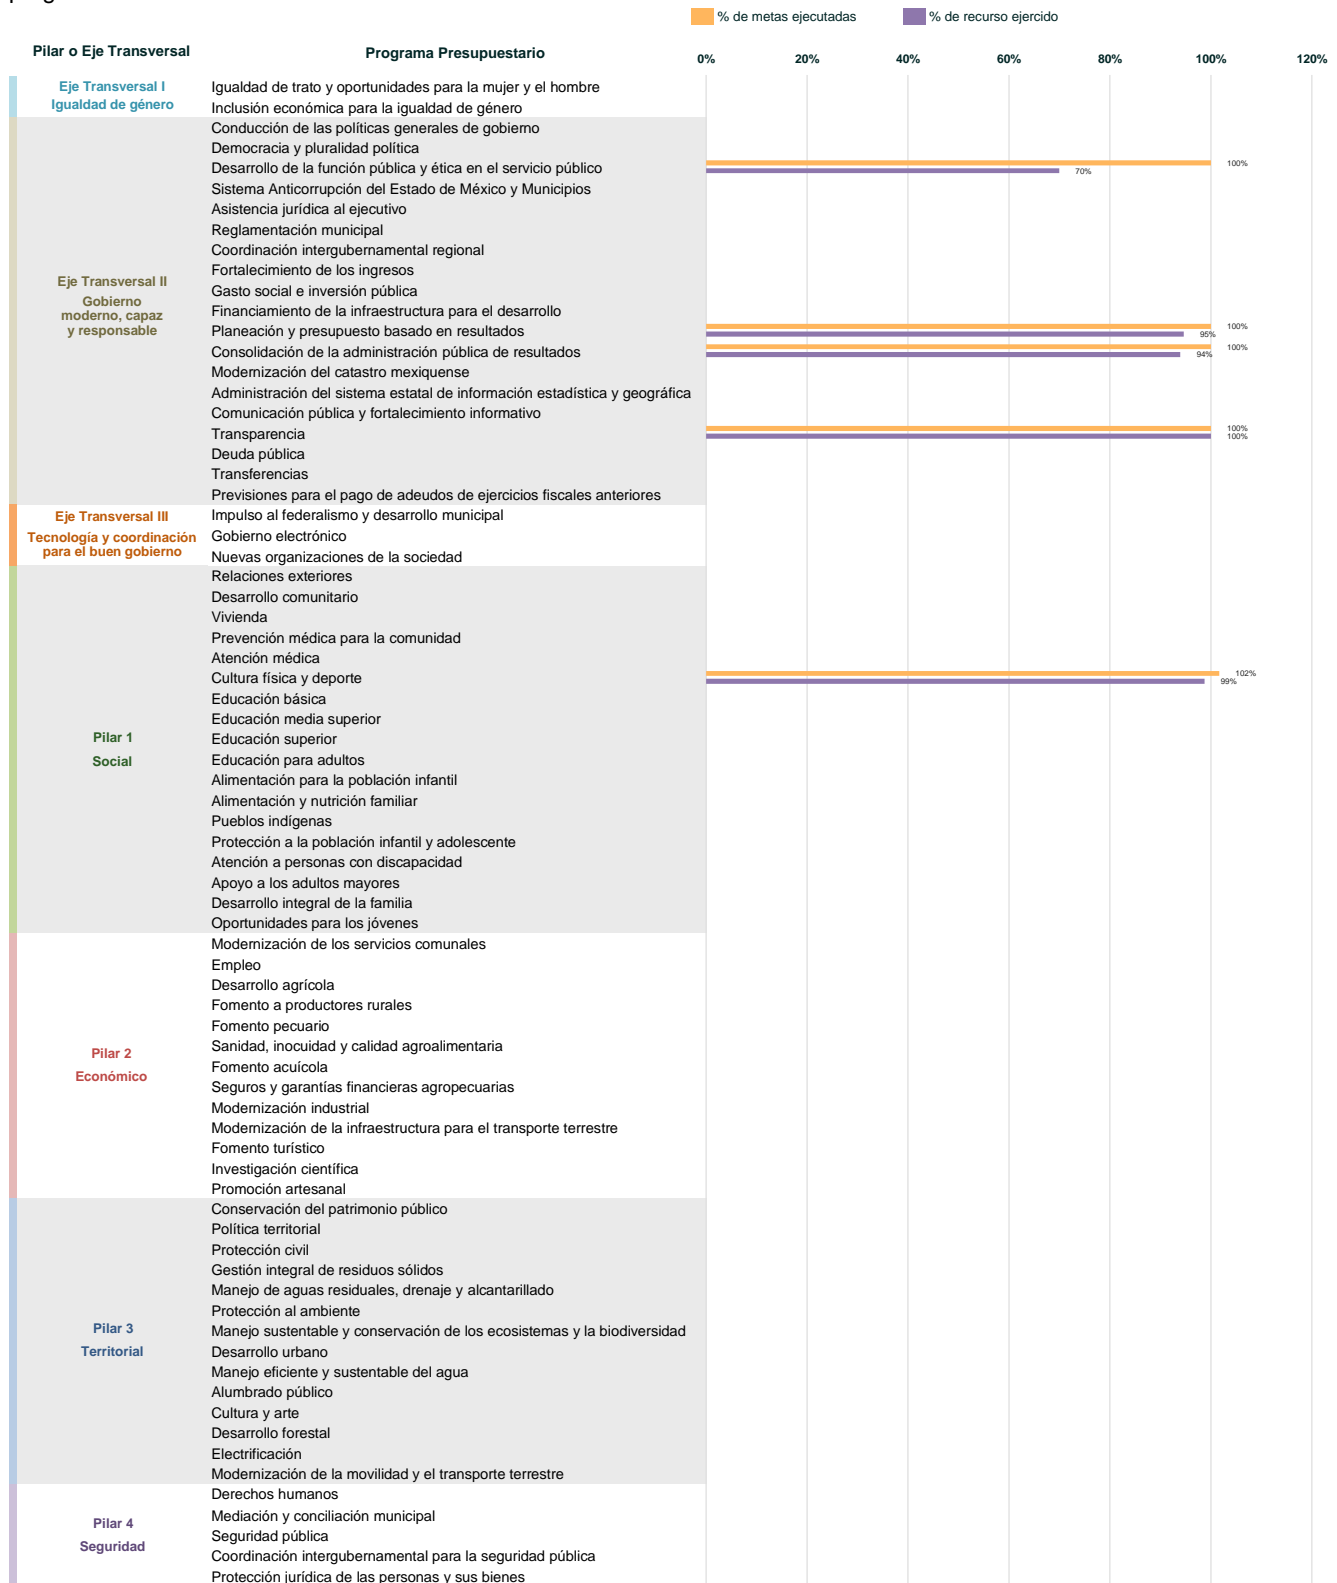 % de metas ejecutadas % de recurso ejercido
Pilar o Eje Transversal Programa Presupuestario 0% 20% 40% 60% 80% 100% 120%
Eje Transversal I
Igualdad de género
Igualdad de trato y oportunidades para la mujer y el hombre
Inclusión económica para la igualdad de género
Eje Transversal II
Gobierno
moderno, capaz
y responsable
Conducción de las políticas generales de gobierno
Democracia y pluralidad política
Desarrollo de la función pública y ética en el servicio público 100%
70%
Sistema Anticorrupción del Estado de México y Municipios
Asistencia jurídica al ejecutivo
Reglamentación municipal
Coordinación intergubernamental regional
Fortalecimiento de los ingresos
Gasto social e inversión pública
Financiamiento de la infraestructura para el desarrollo
Planeación y presupuesto basado en resultados 100%
95%
Consolidación de la administración pública de resultados 100%
94%
Modernización del catastro mexiquense
Administración del sistema estatal de información estadística y geográfica
Comunicación pública y fortalecimiento informativo
Transparencia 100%
100%
Deuda pública
Transferencias
Previsiones para el pago de adeudos de ejercicios fiscales anteriores
Eje Transversal III
Tecnología y coordinación
para el buen gobierno
Impulso al federalismo y desarrollo municipal
Gobierno electrónico
Nuevas organizaciones de la sociedad
Pilar 1
Social
Relaciones exteriores
Desarrollo comunitario
Vivienda
Prevención médica para la comunidad
Atención médica
Cultura física y deporte 102%
99%
Educación básica
Educación media superior
Educación superior
Educación para adultos
Alimentación para la población infantil
Alimentación y nutrición familiar
Pueblos indígenas
Protección a la población infantil y adolescente
Atención a personas con discapacidad
Apoyo a los adultos mayores
Desarrollo integral de la familia
Oportunidades para los jóvenes
Pilar 2
Económico
Modernización de los servicios comunales
Empleo
Desarrollo agrícola
Fomento a productores rurales
Fomento pecuario
Sanidad, inocuidad y calidad agroalimentaria
Fomento acuícola
Seguros y garantías financieras agropecuarias
Modernización industrial
Modernización de la infraestructura para el transporte terrestre
Fomento turístico
Investigación científica
Promoción artesanal
Pilar 3
Territorial
Conservación del patrimonio público
Política territorial
Protección civil
Gestión integral de residuos sólidos
Manejo de aguas residuales, drenaje y alcantarillado
Protección al ambiente
Manejo sustentable y conservación de los ecosistemas y la biodiversidad
Desarrollo urbano
Manejo eficiente y sustentable del agua
Alumbrado público
Cultura y arte
Desarrollo forestal
Electrificación
Modernización de la movilidad y el transporte terrestre
Pilar 4
Seguridad
Derechos humanos
Mediación y conciliación municipal
Seguridad pública
Coordinación intergubernamental para la seguridad pública
Protección jurídica de las personas y sus bienes